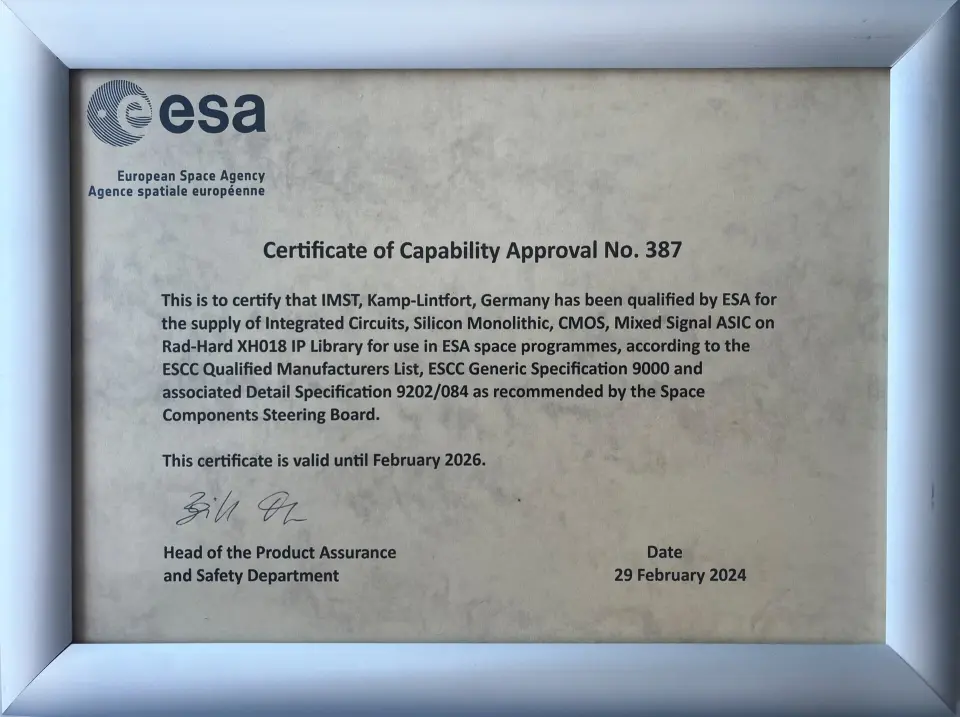 esa
European Space Agency
Agence spatiale européenne
Certificate of Capability Approval No. 387
This is to certify that IMST, Kamp-Lintfort, Germany has been qualified by ESA for
the supply of Integrated Circuits, Silicon Monolithic, CMOS, Mixed Signal ASIC on
Rad-Hard XH018 IP Library for use in ESA space programmes, according to the
ESCC Qualified Manufacturers List, ESCC Generic Specification 9000 and
associated Detail Specification 9202/084 as recommended by the Space
Components Steering Board.
This certificate is valid until February 2026.
Head of the Product Assurance
and Safety Department
Date
29 February 2024